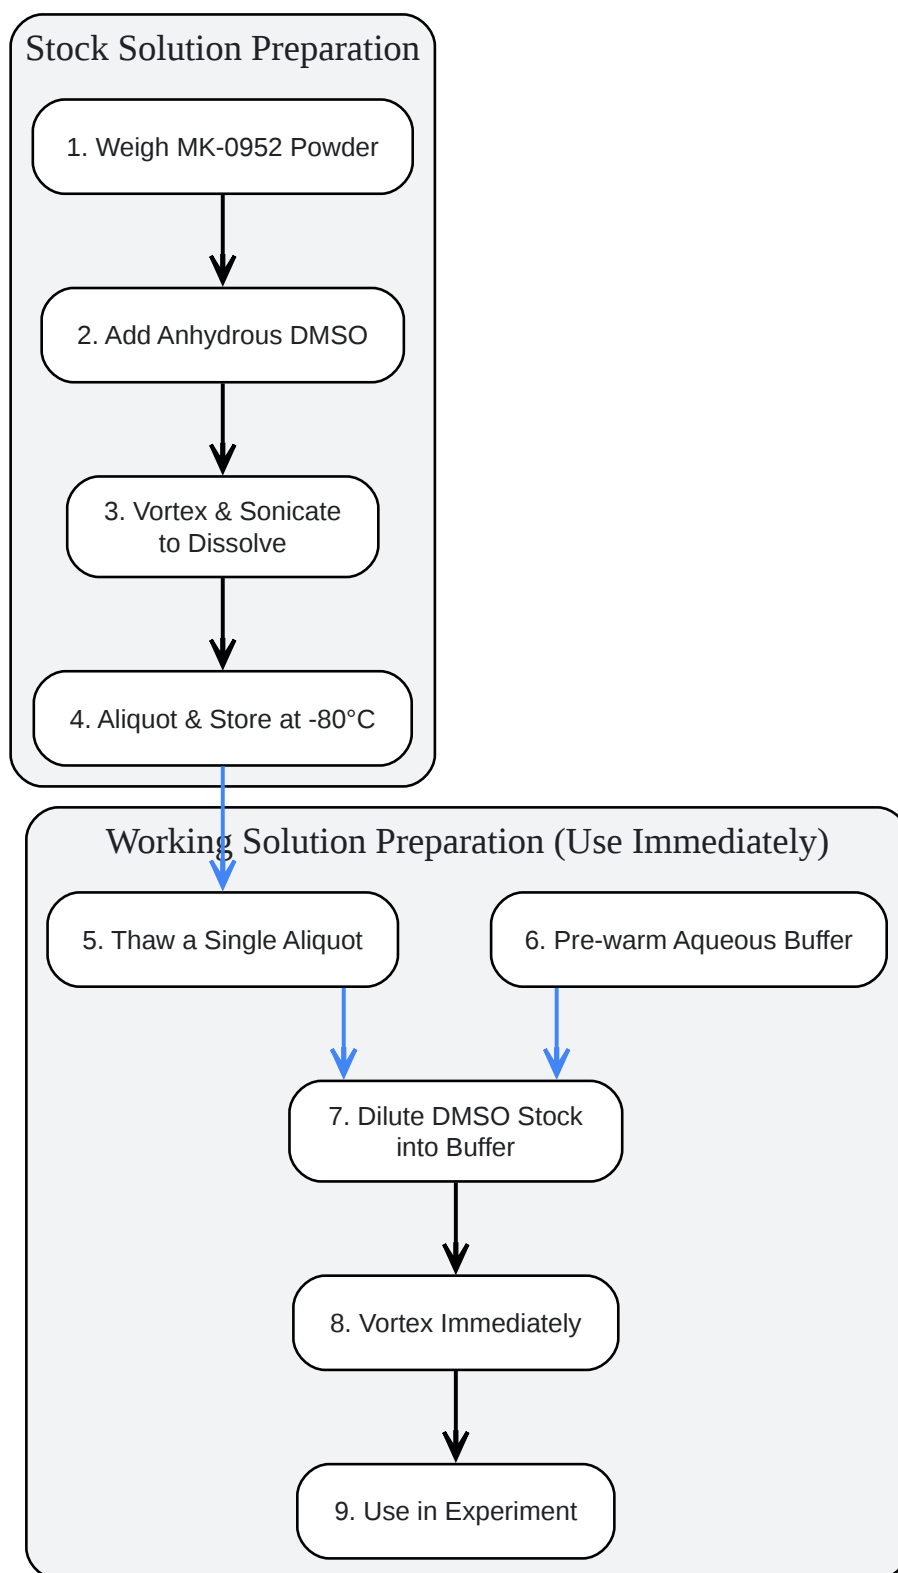 Stock Solution Preparation
1. Weigh MK-0952 Powder
2. Add Anhydrous DMSO
3. Vortex & Sonicate
to Dissolve
4. Aliquot & Store at -80°C
Working Solution Preparation (Use Immediately)
5. Thaw a Single Aliquot
6. Pre-warm Aqueous Buffer
7. Dilute DMSO Stock
into Buffer
8. Vortex Immediately
9. Use in Experiment